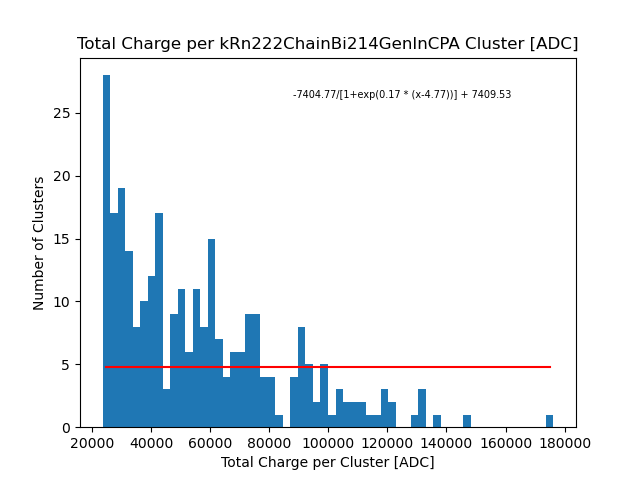 Total Charge per kRn222ChainBi214GenInCPA Cluster [ADC]
-7404.77/[1+exp(0.17 * (x-4.77))] + 7409.53
Number of Clusters
25
20
15
10
5
0
20000 40000 60000 80000 100000 120000 140000 160000 180000
Total Charge per Cluster [ADC]